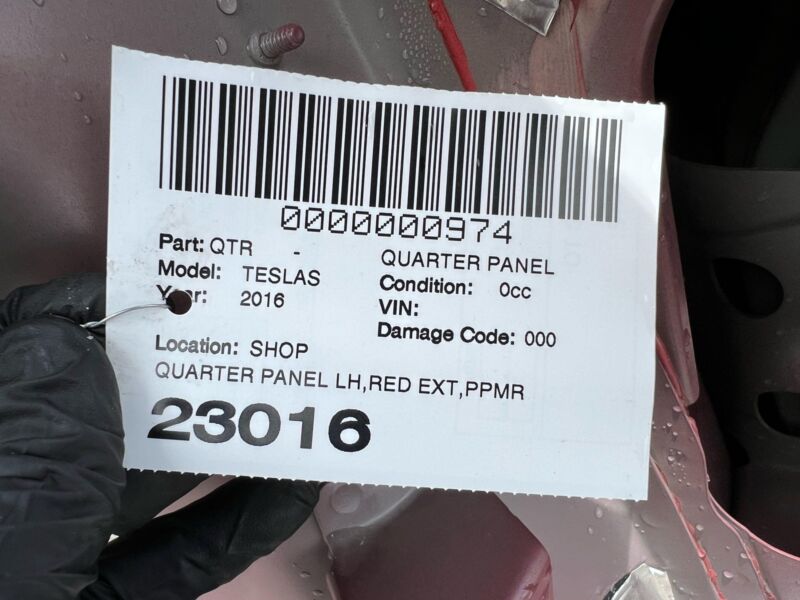 0000000974
Part: QTR - QUARTER PANEL
Model: TESLAS Condition: 0cc
Year: 2016 VIN:
Damage Code: 000
Location: SHOP
QUARTER PANEL LH,RED EXT,PPMR
23016